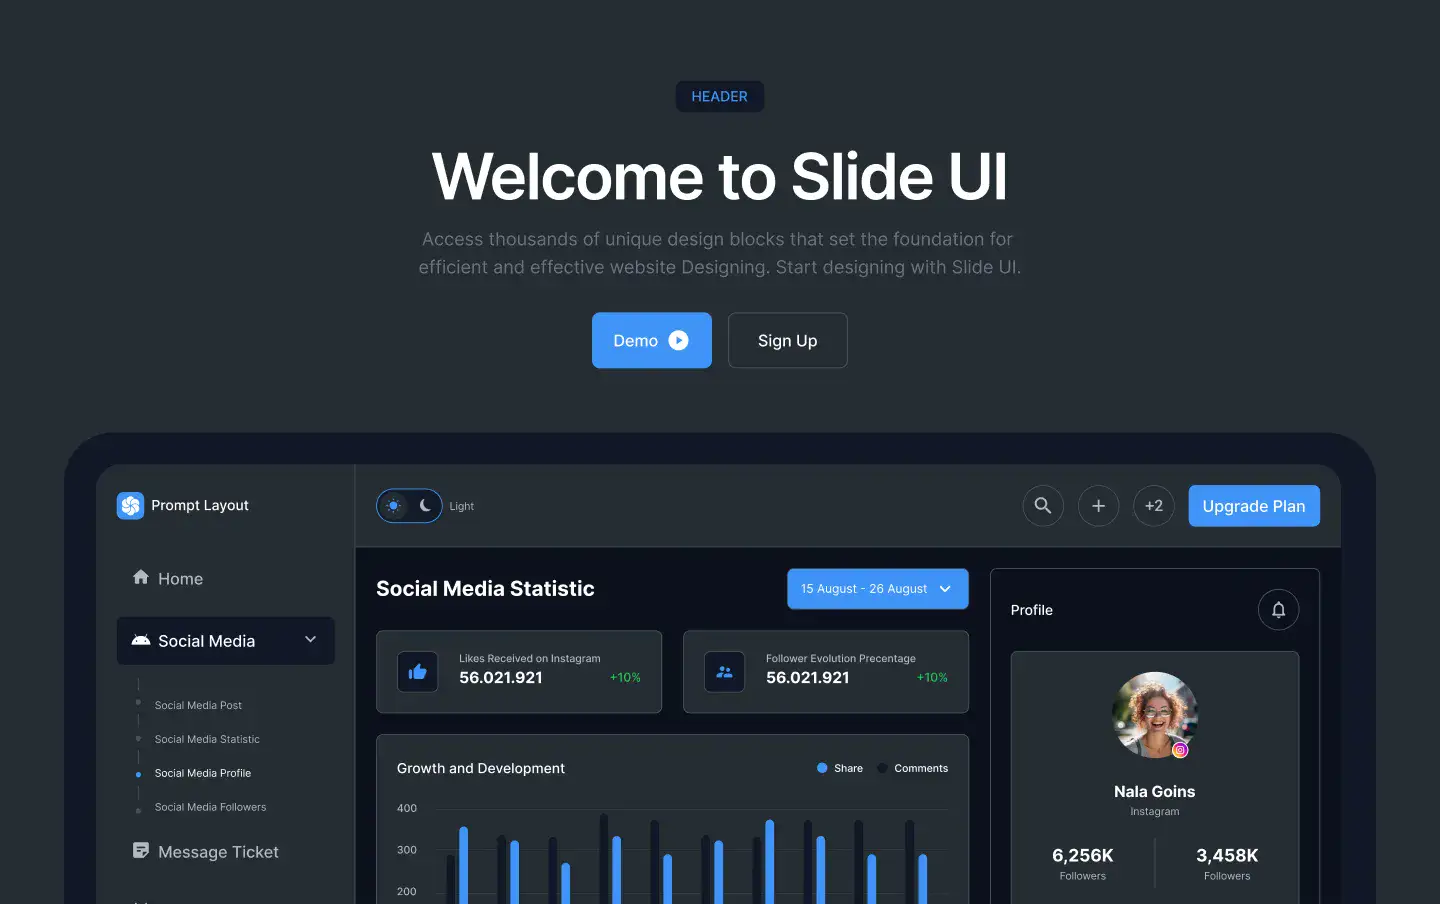 HEADER
Welcome to Slide UI
Access thousands of unique design blocks that set the foundation for
efficient and effective website Designing. Start designing with Slide UI.
Demo
Sign Up
Prompt Layout
Light
+2
Upgrade Plan
Home
Social Media
Social Media Post
Social Media Statistic
Social Media Profile
Social Media Followers
Message Ticket
Social Media Statistic
15 August - 26 August
Likes Received on Instagram
56.021.921
+10%
Follower Evolution Precentage
56.021.921
+10%
Growth and Development
Share
Comments
400
300
200
Profile
Nala Goins
Instagram
6,256K
Followers
3,458K
Followers